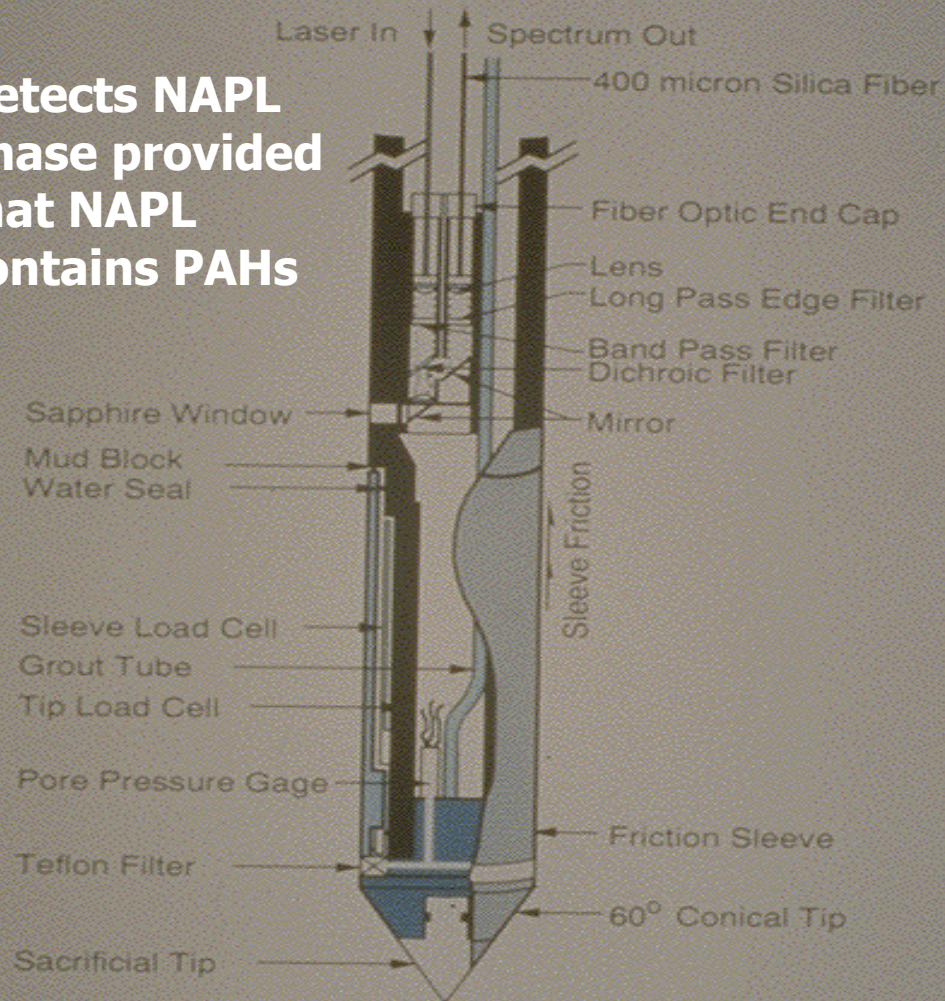 Laser In
Spectrum Out
etects NAPL
hase provided
hat NAPL
ontains PAHs
400 micron Silica Fiber
Fiber Optic End Cap
Lens
Long Pass Edge Filter
Band Pass Filter
Dichroic Filter
Sapphire Window
Mirror
Mud Block
Water Seal
Sleeve Friction
Sleeve Load Cell
Grout Tube
Tip Load Cell
Pore Pressure Gage
Friction Sleeve
Teflon Filter
60° Conical Tip
Sacrificial Tip